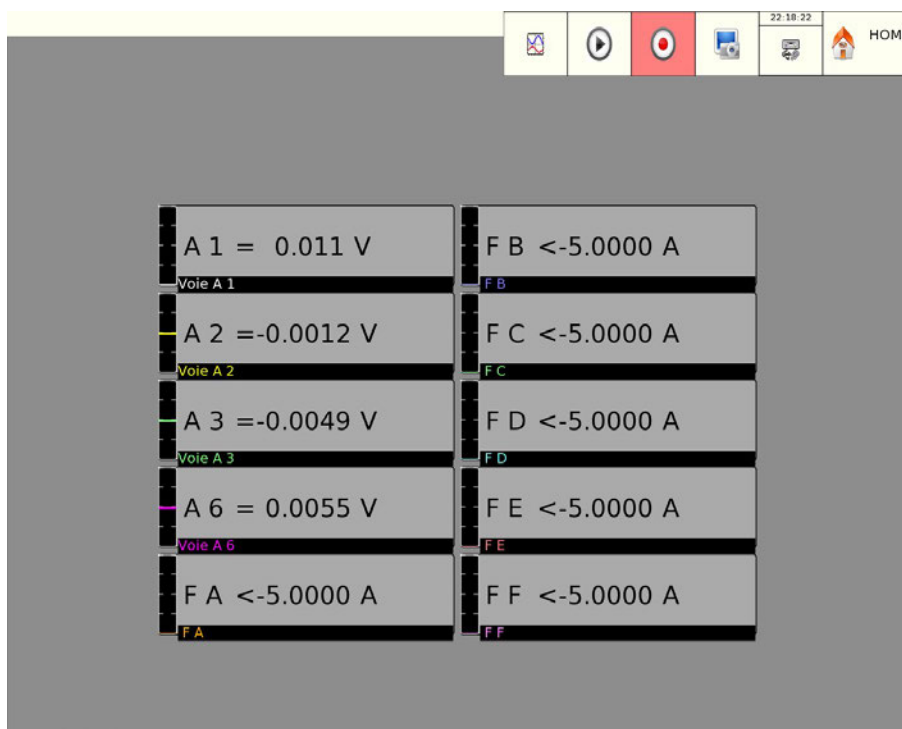 22:18:22
HOM
A 1 = 0.011 V
Voie A 1
A 2 =-0.0012 V
Voie A 2
A 3 =-0.0049 V
Voie A 3
A 6 = 0.0055 V
Voie A 6
F A <-5.0000 A
F A
F B <-5.0000 A
F B
F C <-5.0000 A
F C
F D <-5.0000 A
F D
F E <-5.0000 A
F E
F F <-5.0000 A
F F